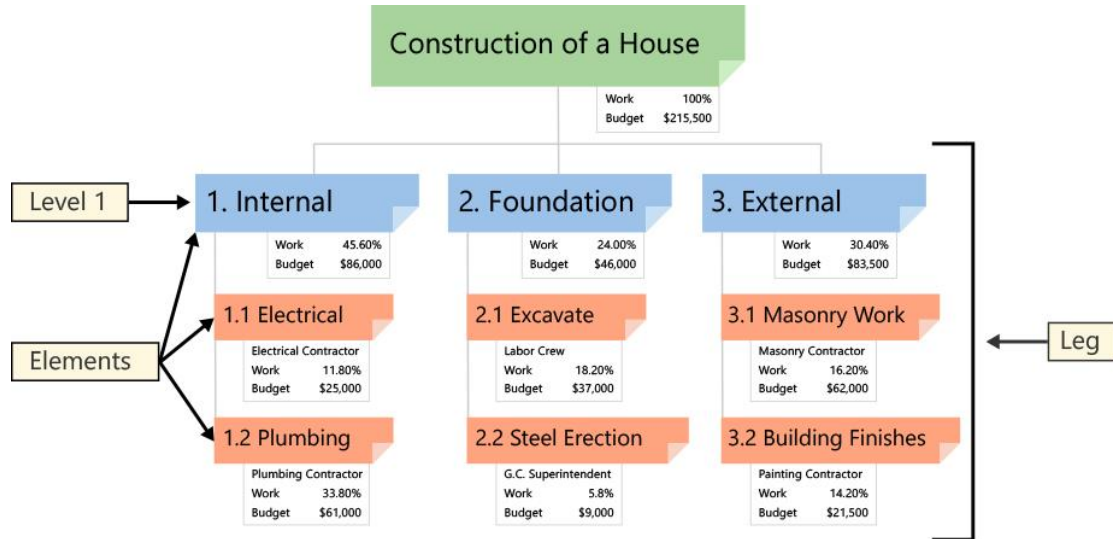 Construction of a House
Work 100%
Budget $215,500
Level 1
1. Internal
Work 45.60%
Budget $86,000
2. Foundation
Work 24.00%
Budget $46,000
3. External
Work 30.40%
Budget $83,500
Elements
1.1 Electrical
Electrical Contractor
Work 11.80%
Budget $25,000
2.1 Excavate
Labor Crew
Work 18.20%
Budget $37,000
3.1 Masonry Work
Masonry Contractor
Work 16.20%
Budget $62,000
Leg
1.2 Plumbing
Plumbing Contractor
Work 33.80%
Budget $61,000
2.2 Steel Erection
G.C. Superintendent
Work 5.8%
Budget $9,000
3.2 Building Finishes
Painting Contractor
Work 14.20%
Budget $21,500